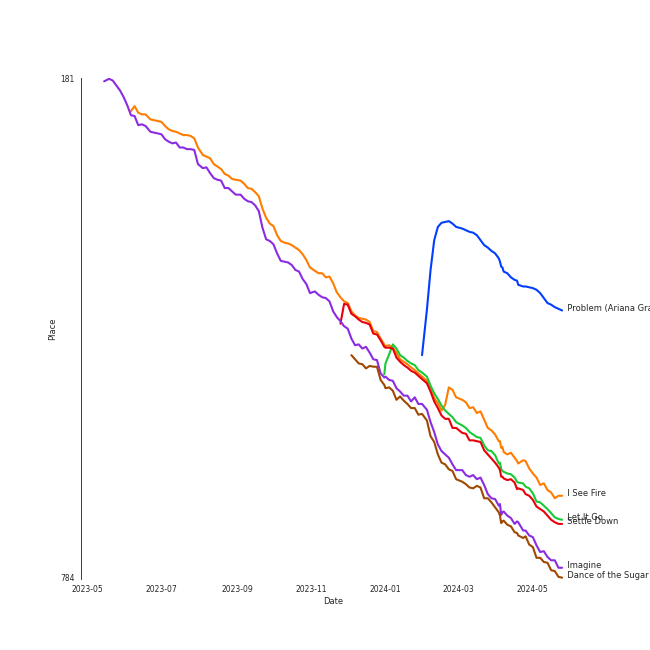 181
Place
Problem (Ariana Gra
I See Fire
Let It Go
Settle Down
Imagine
Dance of the Sugar
784
2023-05 2023-07 2023-09 2023-11 2024-01 2024-03 2024-05
Date